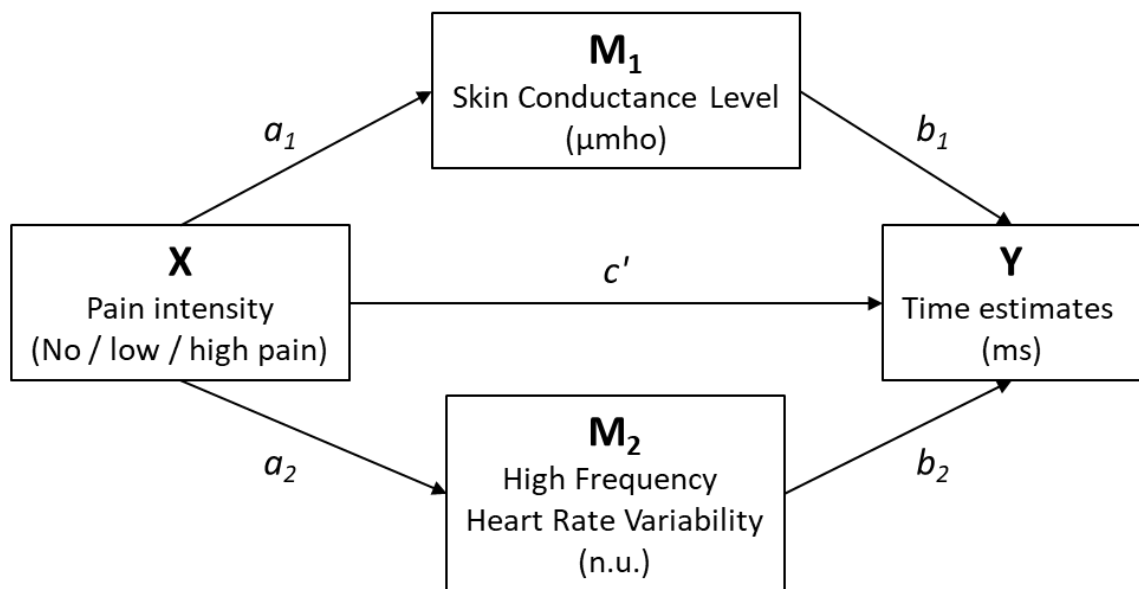 M₁
Skin Conductance Level
(µmho)
a₁
b₁
X
Pain intensity
(No / low / high pain)
c'
Y
Time estimates
(ms)
a₂
M₂
High Frequency
Heart Rate Variability
(n.u.)
b₂